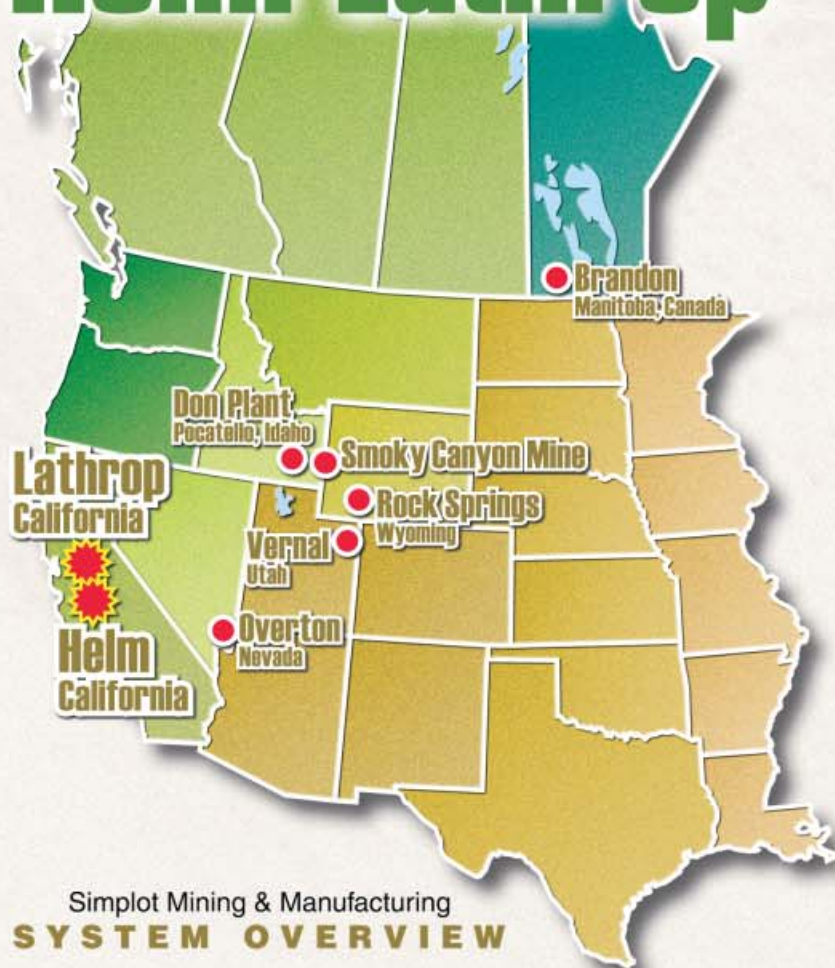 Brandon
Manitoba, Canada
Don Plant
Pocatello, Idaho
Smoky Canyon Mine
Lathrop
California
Rock Springs
Wyoming
Vernal
Utah
Overton
Nevada
Helm
California
Simplot Mining & Manufacturing
SYSTEM OVERVIEW